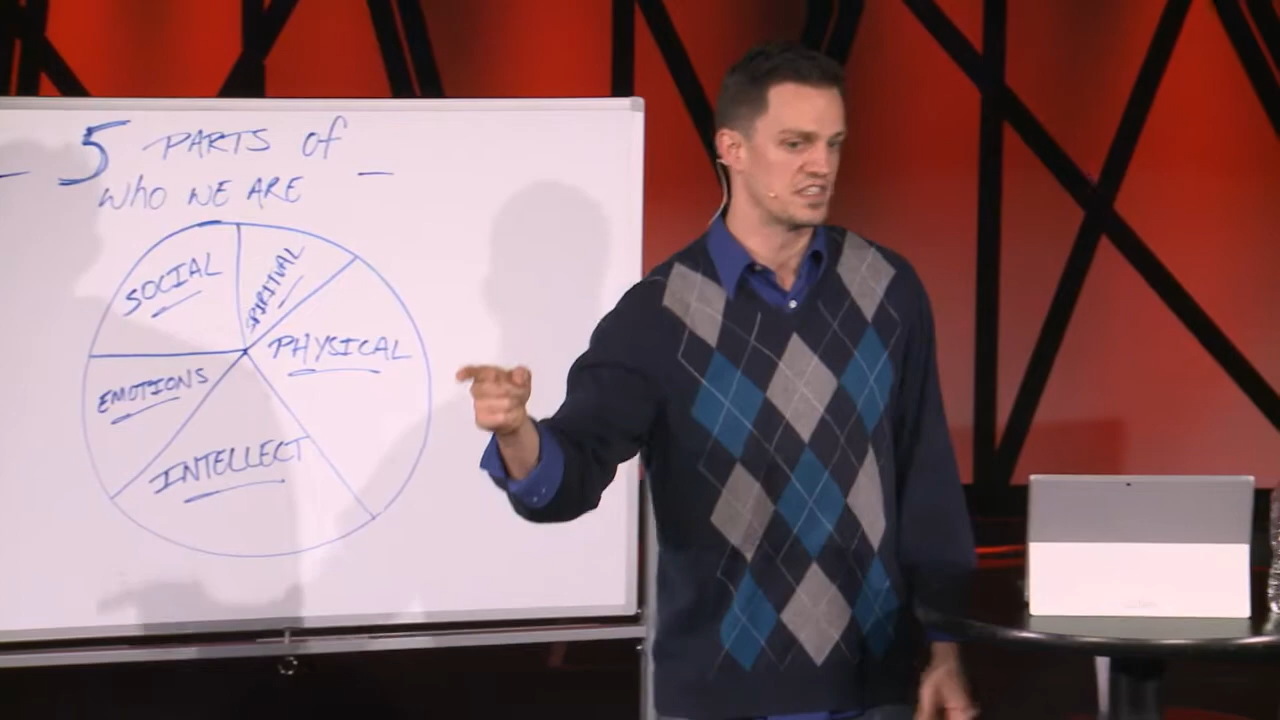 5 PARTS of
WHO WE ARE
SOCIAL
SPIRITUAL
PHYSICAL
EMOTIONS
INTELLECT